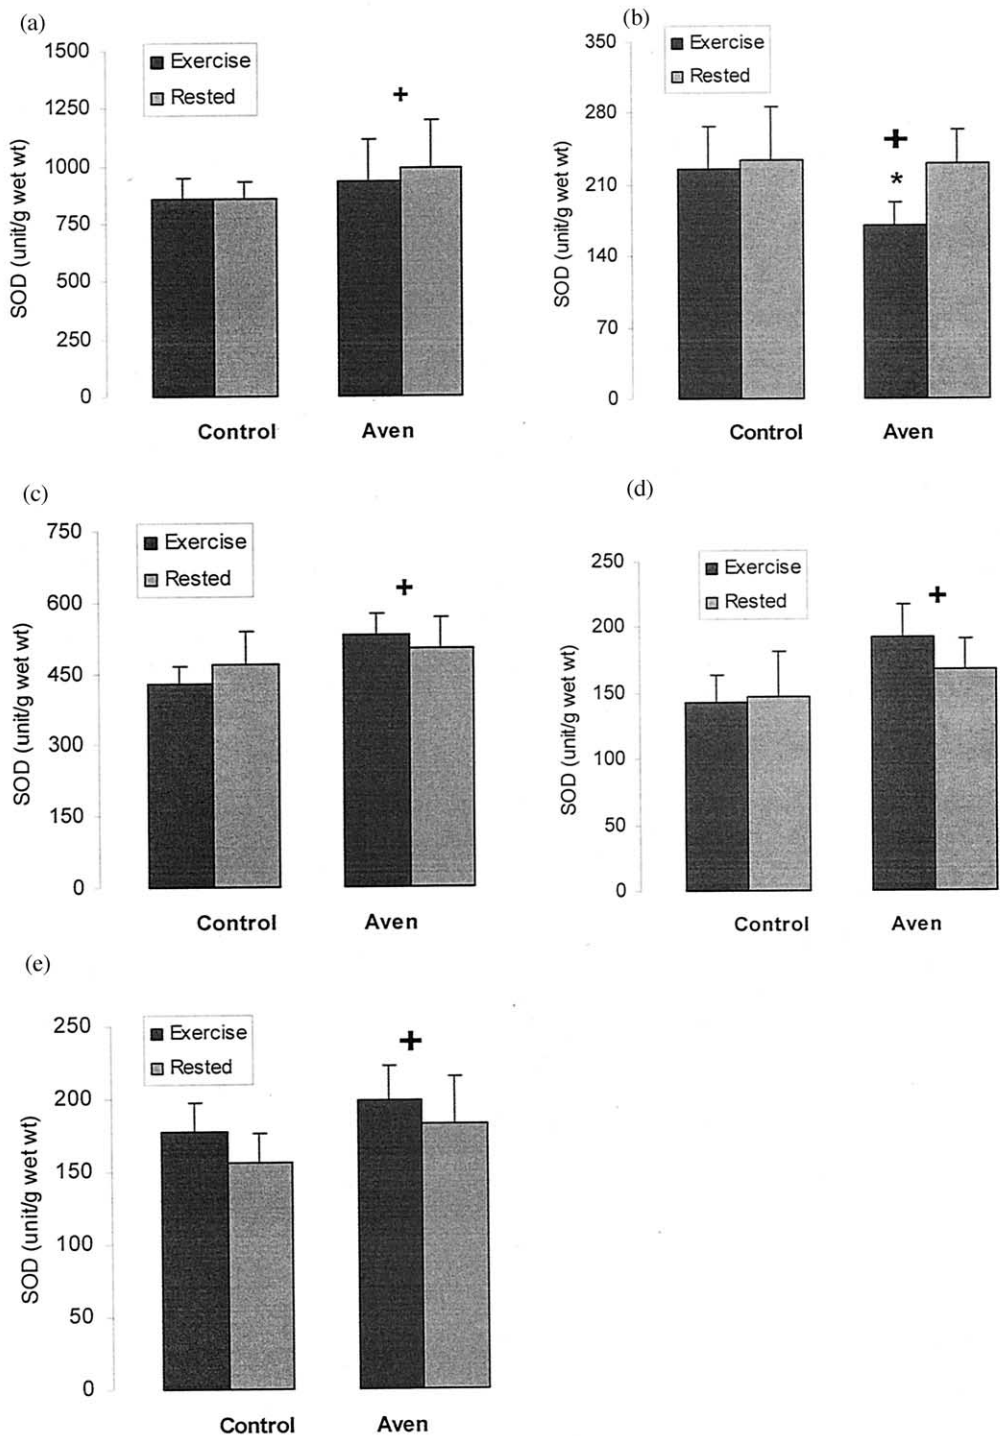 (a)
1500
1250
1000
750
500
250
0
SOD (unit/g wet wt)
Exercise
Rested
+
Control Aven
(b)
350
280
210
140
70
0
SOD (unit/g wet wt)
Exercise
Rested
+
*
Control Aven
(c)
750
600
450
300
150
0
SOD (unit/g wet wt)
Exercise
Rested
+
Control Aven
(d)
250
200
150
100
50
0
SOD (unit/g wet wt)
Exercise
Rested
+
Control Aven
(e)
250
200
150
100
50
0
SOD (unit/g wet wt)
Exercise
Rested
+
Control Aven